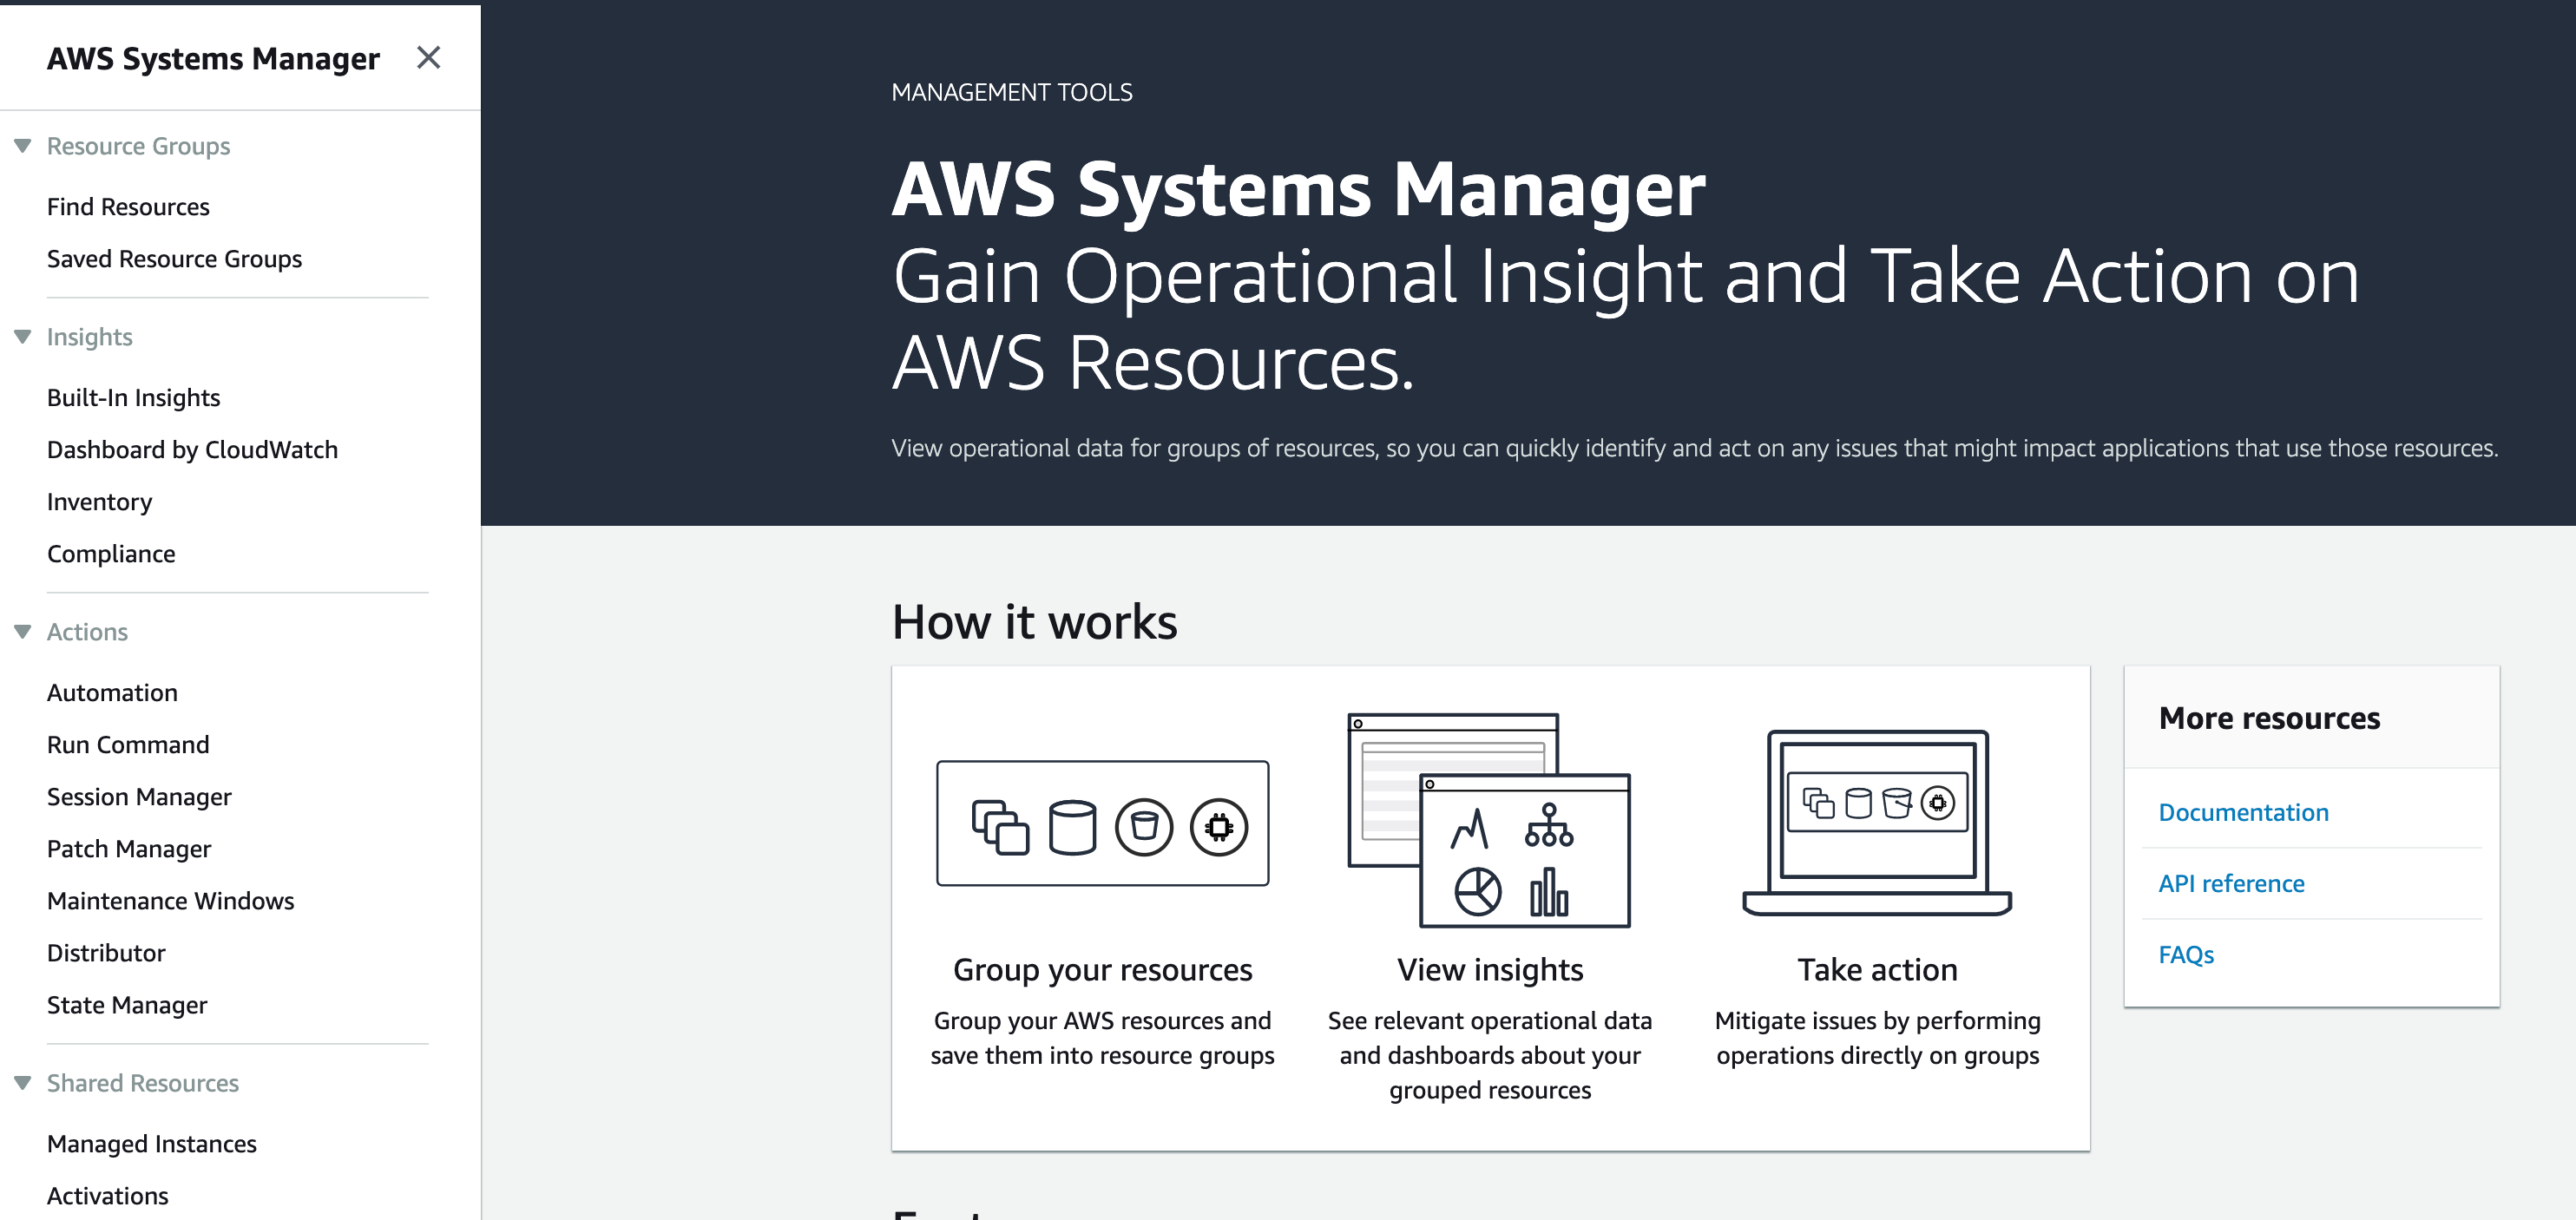 AWS Systems Manager
Resource Groups
Find Resources
Saved Resource Groups
Insights
Built-In Insights
Dashboard by CloudWatch
Inventory
Compliance
Actions
Automation
Run Command
Session Manager
Patch Manager
Maintenance Windows
Distributor
State Manager
Shared Resources
Managed Instances
Activations
MANAGEMENT TOOLS
AWS Systems Manager
Gain Operational Insight and Take Action on
AWS Resources.
View operational data for groups of resources, so you can quickly identify and act on any issues that might impact applications that use those resources.
How it works
Group your resources
Group your AWS resources and
save them into resource groups
View insights
See relevant operational data
and dashboards about your
grouped resources
Take action
Mitigate issues by performing
operations directly on groups
More resources
Documentation
API reference
FAQs